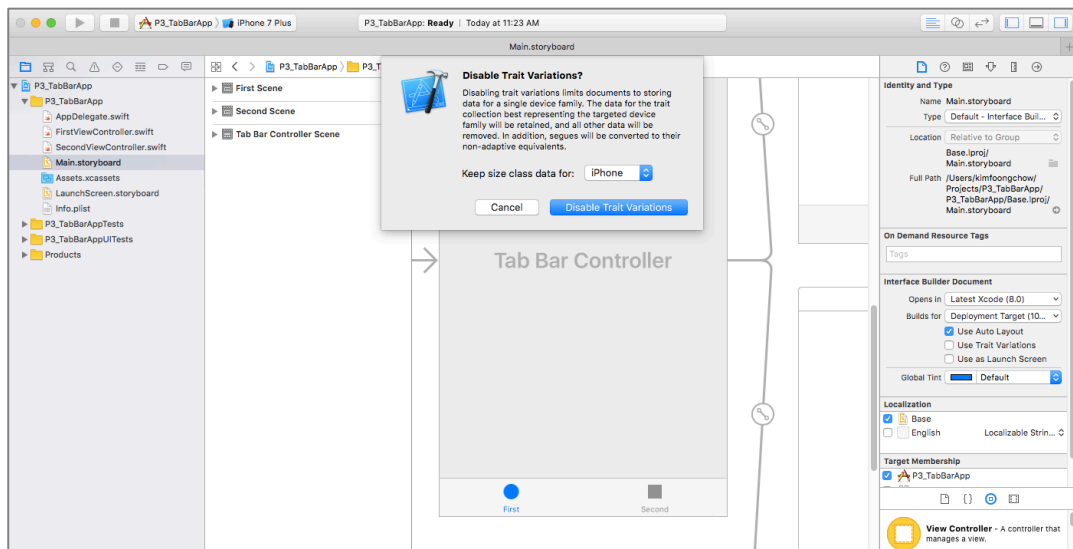 P3_TabBarApp
iPhone 7 Plus
P3_TabBarApp: Ready | Today at 11:23 AM
Main.storyboard
P3_TabBarApp
P3_TabBarApp
AppDelegate.swift
FirstViewController.swift
SecondViewController.swift
Main.storyboard
Assets.xcassets
LaunchScreen.storyboard
Info.plist
P3_TabBarAppTests
P3_TabBarAppUITests
Products
P3_TabBarApp
P3_T
First Scene
Second Scene
Tab Bar Controller Scene
Disable Trait Variations?
Disabling trait variations limits documents to storing
data for a single device family. The data for the trait
collection best representing the targeted device
family will be retained, and all other data will be
removed. In addition, segues will be converted to their
non-adaptive equivalents.
Keep size class data for: iPhone
Cancel
Disable Trait Variations
Tab Bar Controller
First
Second
Identity and Type
Name Main.storyboard
Type Default - Interface Buil...
Location Relative to Group
Base.lproj/
Main.storyboard
Full Path /Users/kimfoongchow/
Projects/P3_TabBarApp/
P3_TabBarApp/Base.lproj/
Main.storyboard
On Demand Resource Tags
Tags
Interface Builder Document
Opens in Latest Xcode (8.0)
Builds for Deployment Target (10...
Use Auto Layout
Use Trait Variations
Use as Launch Screen
Global Tint Default
Localization
Base
English Localizable Strin...
Target Membership
P3_TabBarApp
View Controller - A controller that
manages a view.